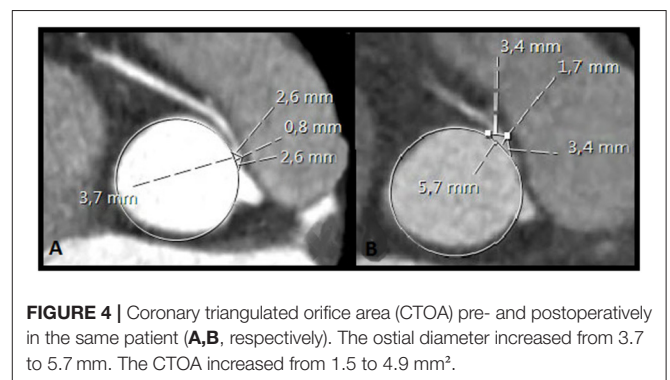 2,6 mm
0,8 mm
2,6 mm
3,7 mm
A
3,4 mm
1,7 mm
3,4 mm
5,7 mm
B
FIGURE 4 | Coronary triangulated orifice area (CTOA) pre- and postoperatively
in the same patient (A,B, respectively). The ostial diameter increased from 3.7
to 5.7 mm. The CTOA increased from 1.5 to 4.9 mm².